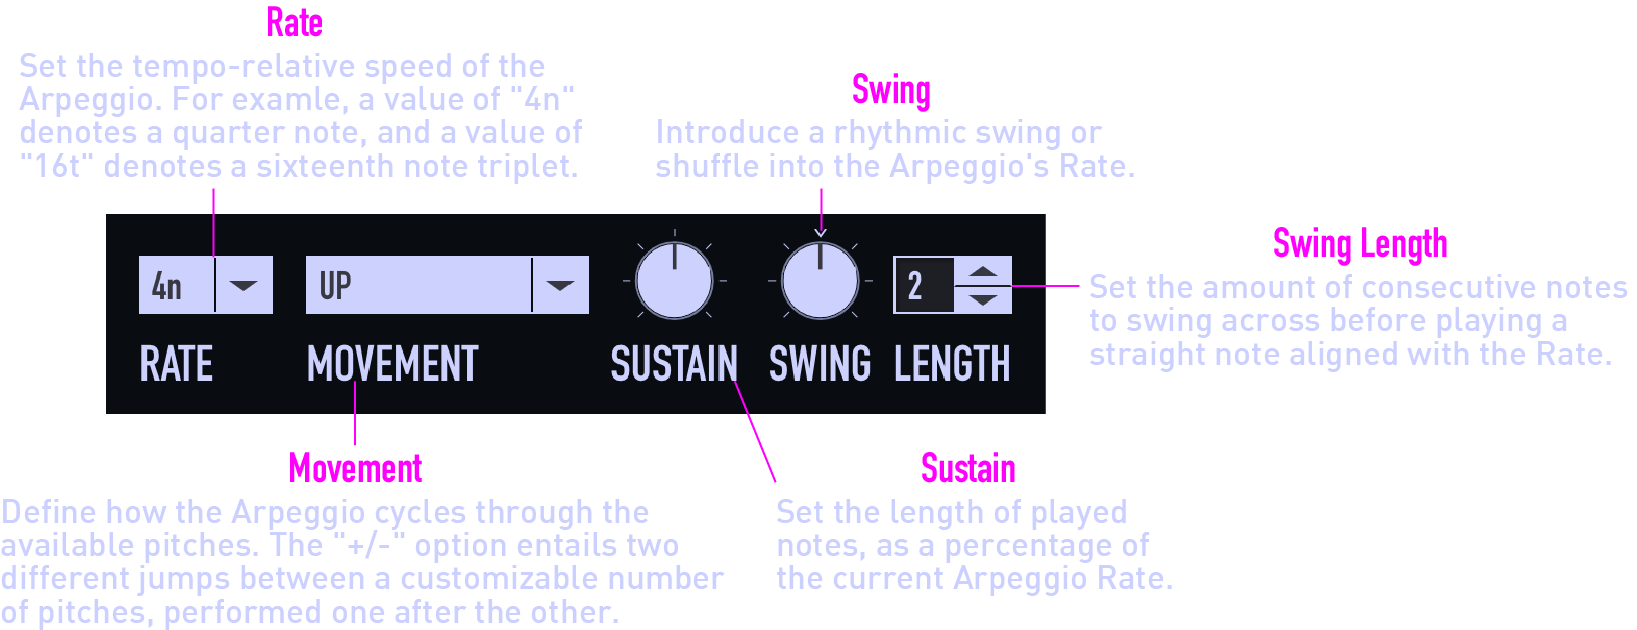 Rate
Set the tempo-relative speed of the
Arpeggio. For examle, a value of "4n"
denotes a quarter note, and a value of
"16t" denotes a sixteenth note triplet.
Swing
Introduce a rhythmic swing or
shuffle into the Arpeggio's Rate.
Swing Length
Set the amount of consecutive notes
to swing across before playing a
straight note aligned with the Rate.
4n
UP
2
RATE
MOVEMENT
SUSTAIN
SWING
LENGTH
Movement
Define how the Arpeggio cycles through the
available pitches. The "+/-" option entails two
different jumps between a customizable number
of pitches, performed one after the other.
Sustain
Set the length of played
notes, as a percentage of
the current Arpeggio Rate.